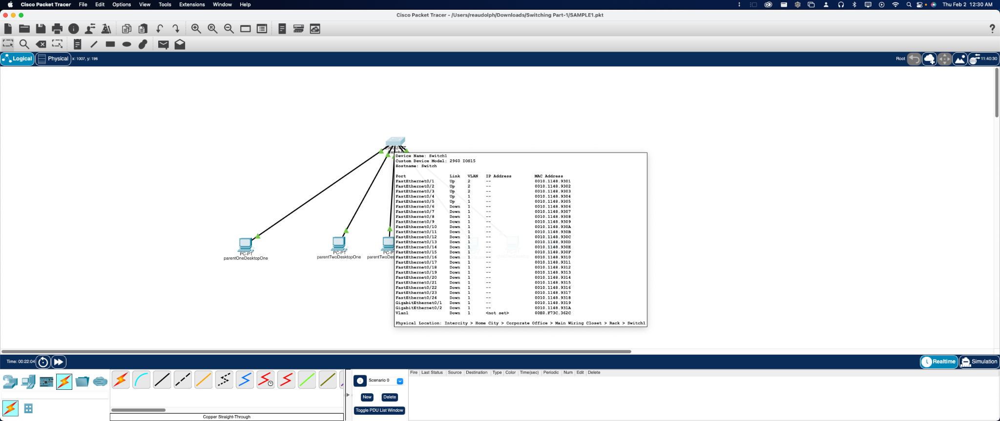 Cisco Packet Tracer File Edit Options View Tools Extensions Window Help Thu Feb 2 12:30 AM
Cisco Packet Tracer - /Users/reaudolph/Downloads/Switching Part-1/SAMPLE1.pkt
?
Logical Physical x: 1007, y: 196 Root 11:40:30
2960-24TT
Switch1
Device Name: Switch1
Custom Device Model: 2960 IOS15
Hostname: Switch
Port Link VLAN IP Address MAC Address
FastEthernet0/1 Up 2 -- 0010.1148.9301
FastEthernet0/2 Up 2 -- 0010.1148.9302
FastEthernet0/3 Up 2 -- 0010.1148.9303
FastEthernet0/4 Up 1 -- 0010.1148.9304
FastEthernet0/5 Up 1 -- 0010.1148.9305
FastEthernet0/6 Down 1 -- 0010.1148.9306
FastEthernet0/7 Down 1 -- 0010.1148.9307
FastEthernet0/8 Down 1 -- 0010.1148.9308
FastEthernet0/9 Down 1 -- 0010.1148.9309
FastEthernet0/10 Down 1 -- 0010.1148.930A
FastEthernet0/11 Down 1 -- 0010.1148.930B
FastEthernet0/12 Down 1 -- 0010.1148.930C
FastEthernet0/13 Down 1 -- 0010.1148.930D
FastEthernet0/14 Down 1 -- 0010.1148.930E
FastEthernet0/15 Down 1 -- 0010.1148.930F
FastEthernet0/16 Down 1 -- 0010.1148.9310
FastEthernet0/17 Down 1 -- 0010.1148.9311
FastEthernet0/18 Down 1 -- 0010.1148.9312
FastEthernet0/19 Down 1 -- 0010.1148.9313
FastEthernet0/20 Down 1 -- 0010.1148.9314
FastEthernet0/21 Down 1 -- 0010.1148.9315
FastEthernet0/22 Down 1 -- 0010.1148.9316
FastEthernet0/23 Down 1 -- 0010.1148.9317
FastEthernet0/24 Down 1 -- 0010.1148.9318
GigabitEthernet0/1 Down 1 -- 0010.1148.9319
GigabitEthernet0/2 Down 1 -- 0010.1148.931A
Vlan1 Down 1 <not set> 00E0.F73C.362C
Physical Location: Intercity > Home City > Corporate Office > Main Wiring Closet > Rack > Switch1
PC-PT
parentOneDesktopOne
PC-PT
parentTwoDesktopOne
PC-P
parentTwoDes
Time: 00:22:04 Realtime Simulation
Scenario 0
New Delete
Toggle PDU List Window
Fire Last Status Source Destination Type Color Time(sec) Periodic Num Edit Delete
Copper Straight-Through